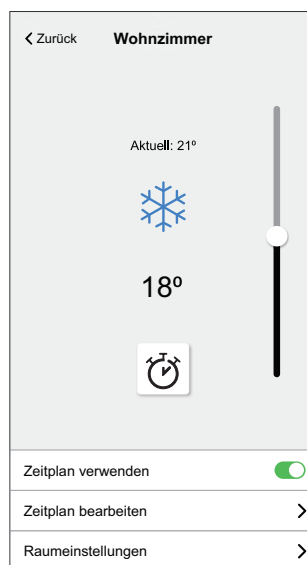 Zurück Wohnzimmer
Aktuell: 21º
18º
Zeitplan verwenden
Zeitplan bearbeiten
Raumeinstellungen